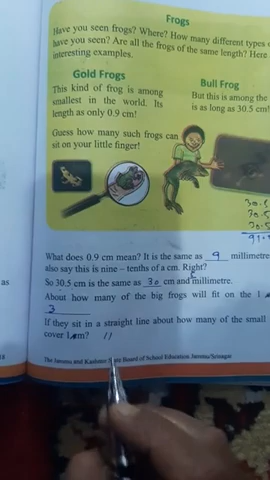 Frogs
Have you seen frogs? Where? How many different types
have you seen? Are all the frogs of the same length? Here
interesting examples.
Gold Frogs
Bull Frog
This kind of frog is among
smallest in the world. Its
length as only 0.9 cm!
But this is among the
is as long as 30.5 cm!
Guess how many such frogs can
sit on your little finger!
30.5
30.5
30.5
What does 0.9 cm mean? It is the same as 9 millimetre
also say this is nine – tenths of a cm. Right?
So 30.5 cm is the same as 30 cm and millimetre.
as
About how many of the big frogs will fit on the 1
3
If they sit in a straight line about how many of the small
cover 1 m? 11
The Jammu and Kashmir State Board of School Education Jammu/Srinagar